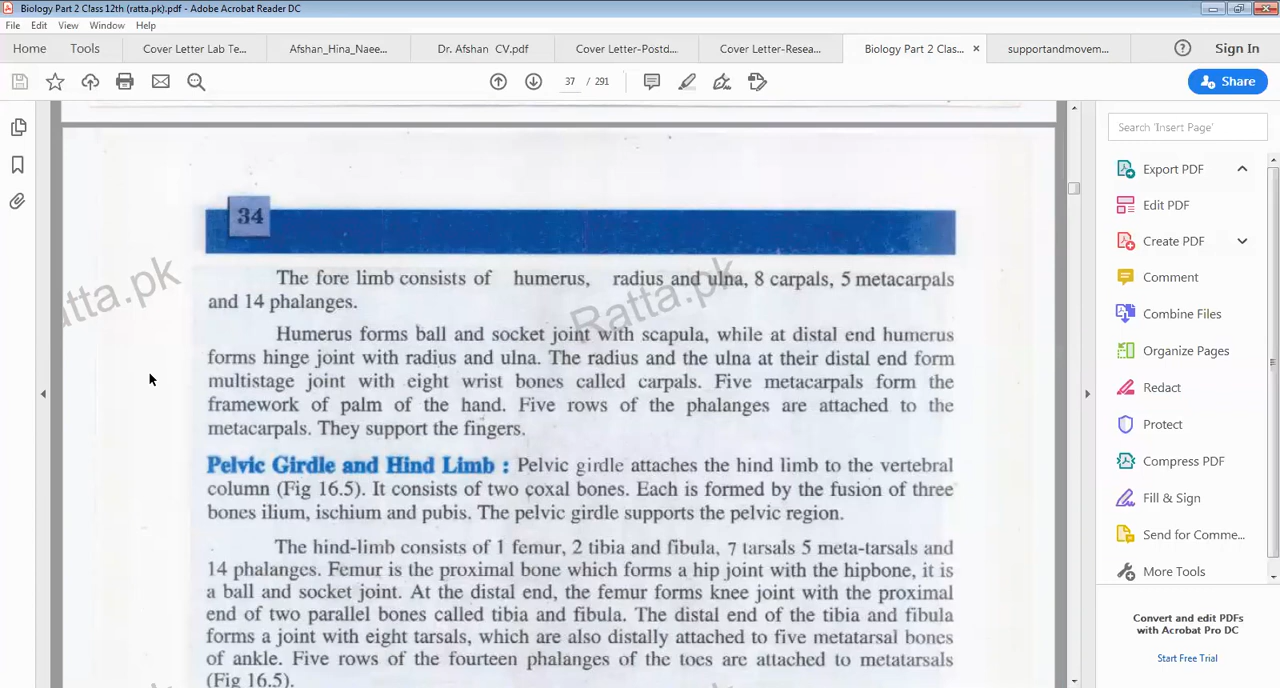 Biology Part 2 Class 12th (ratta.pk).pdf - Adobe Acrobat Reader DC
File Edit View Window Help
Home Tools Cover Letter Lab Te... Afshan_Hina_Naee... Dr. Afshan CV.pdf Cover Letter-Postd.... Cover Letter-Resea... Biology Part 2 Clas... × supportandmovem... Sign In
37 / 291 Share
Search 'Insert Page'
34
The fore limb consists of humerus, radius and ulna, 8 carpals, 5 metacarpals
and 14 phalanges.
Humerus forms ball and socket joint with scapula, while at distal end humerus
forms hinge joint with radius and ulna. The radius and the ulna at their distal end form
multistage joint with eight wrist bones called carpals. Five metacarpals form the
framework of palm of the hand. Five rows of the phalanges are attached to the
metacarpals. They support the fingers.
Pelvic Girdle and Hind Limb : Pelvic girdle attaches the hind limb to the vertebral
column (Fig 16.5). It consists of two coxal bones. Each is formed by the fusion of three
bones ilium, ischium and pubis. The pelvic girdle supports the pelvic region.
The hind-limb consists of 1 femur, 2 tibia and fibula, 7 tarsals 5 meta-tarsals and
14 phalanges. Femur is the proximal bone which forms a hip joint with the hipbone, it is
a ball and socket joint. At the distal end, the femur forms knee joint with the proximal
end of two parallel bones called tibia and fibula. The distal end of the tibia and fibula
forms a joint with eight tarsals, which are also distally attached to five metatarsal bones
of ankle. Five rows of the fourteen phalanges of the toes are attached to metatarsals
(Fig 16.5).
atta.pk
Ratta.pk
Export PDF
Edit PDF
Create PDF
Comment
Combine Files
Organize Pages
Redact
Protect
Compress PDF
Fill & Sign
Send for Comme...
More Tools
Convert and edit PDFs
with Acrobat Pro DC
Start Free Trial